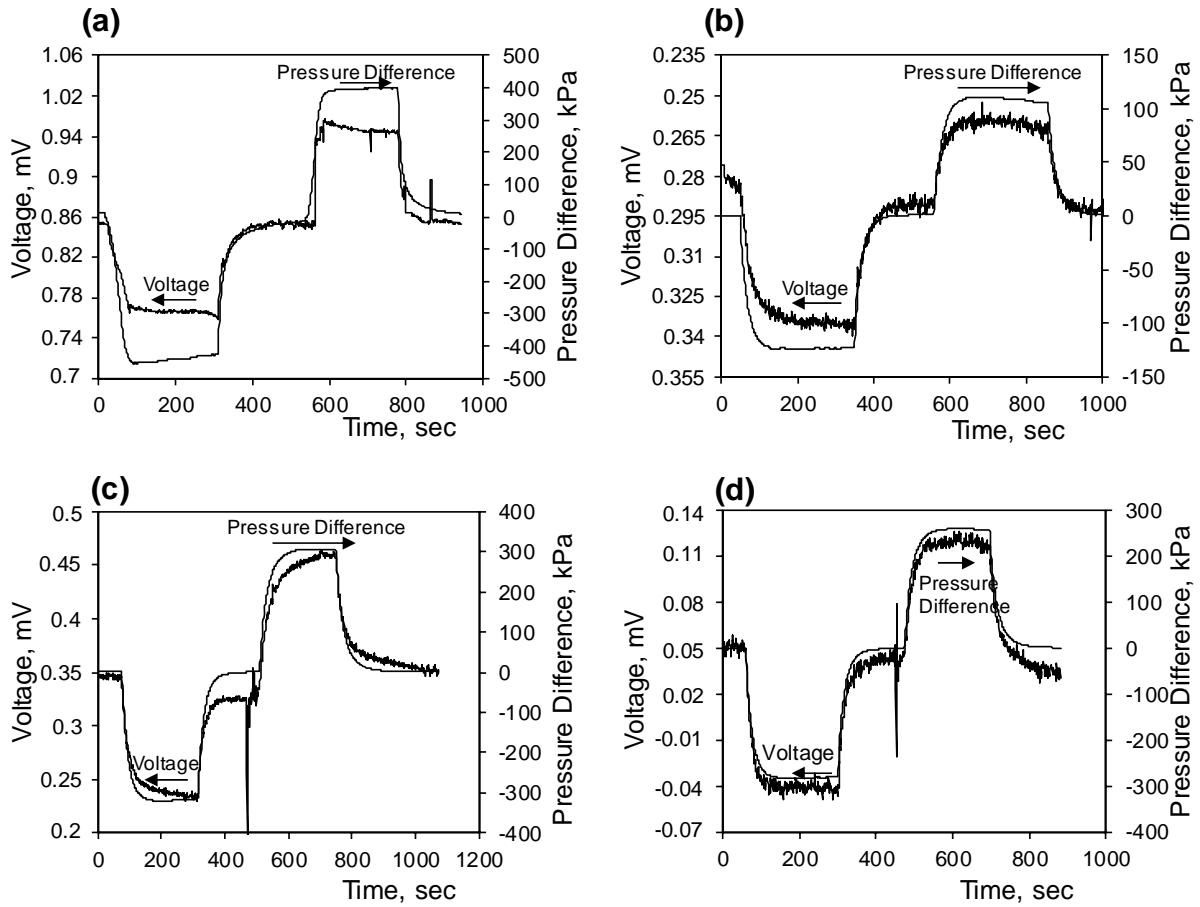 (a)
1.06
1.02
0.94
0.9
0.86
0.82
0.78
0.74
0.7
Voltage, mV
500
400
300
200
100
0
-100
-200
-300
-400
-500
Pressure Difference, kPa
Pressure Difference
Voltage
0 200 400 600 800 1000
Time, sec
(b)
0.235
0.25
0.265
0.28
0.295
0.31
0.325
0.34
0.355
Voltage, mV
150
100
50
0
-50
-100
-150
Pressure Difference, kPa
Pressure Difference
Voltage
0 200 400 600 800 1000
Time, sec
(c)
0.5
0.45
0.4
0.35
0.3
0.25
0.2
Voltage, mV
400
300
200
100
0
-100
-200
-300
-400
Pressure Difference, kPa
Pressure Difference
Voltage
0 200 400 600 800 1000 1200
Time, sec
(d)
0.14
0.11
0.08
0.05
0.02
-0.01
-0.04
-0.07
Voltage, mV
300
200
100
0
-100
-200
-300
-400
Pressure Difference, kPa
Pressure
Difference
Voltage
0 200 400 600 800 1000
Time, sec